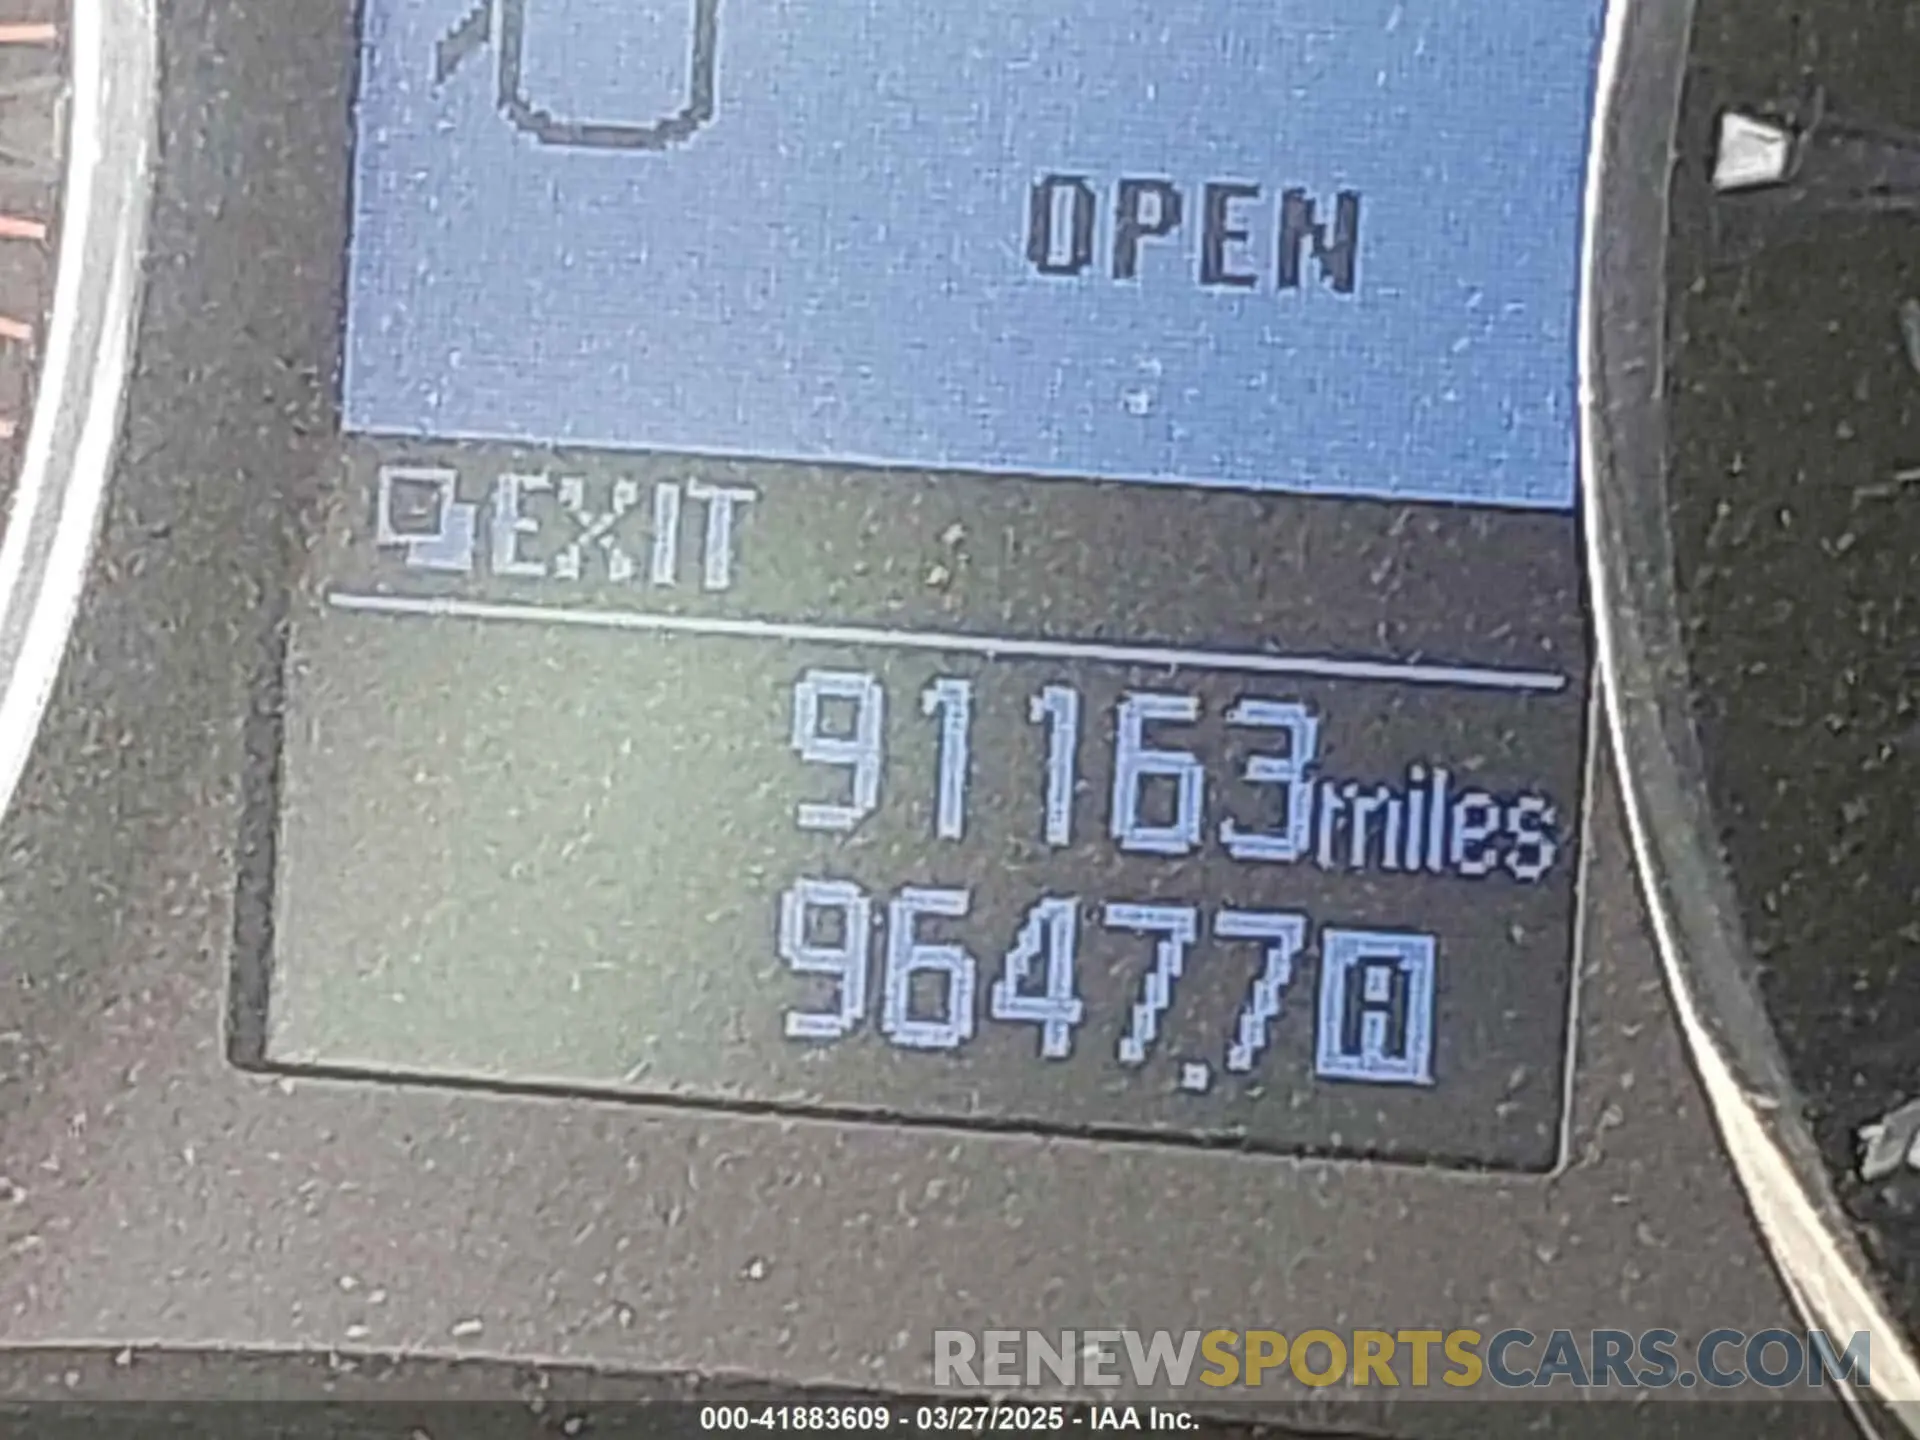 OPEN
EXIT
91163miles
9647.7A
RENEWSPORTSCARS.COM
000-41883609 - 03/27/2025 - IAA Inc.